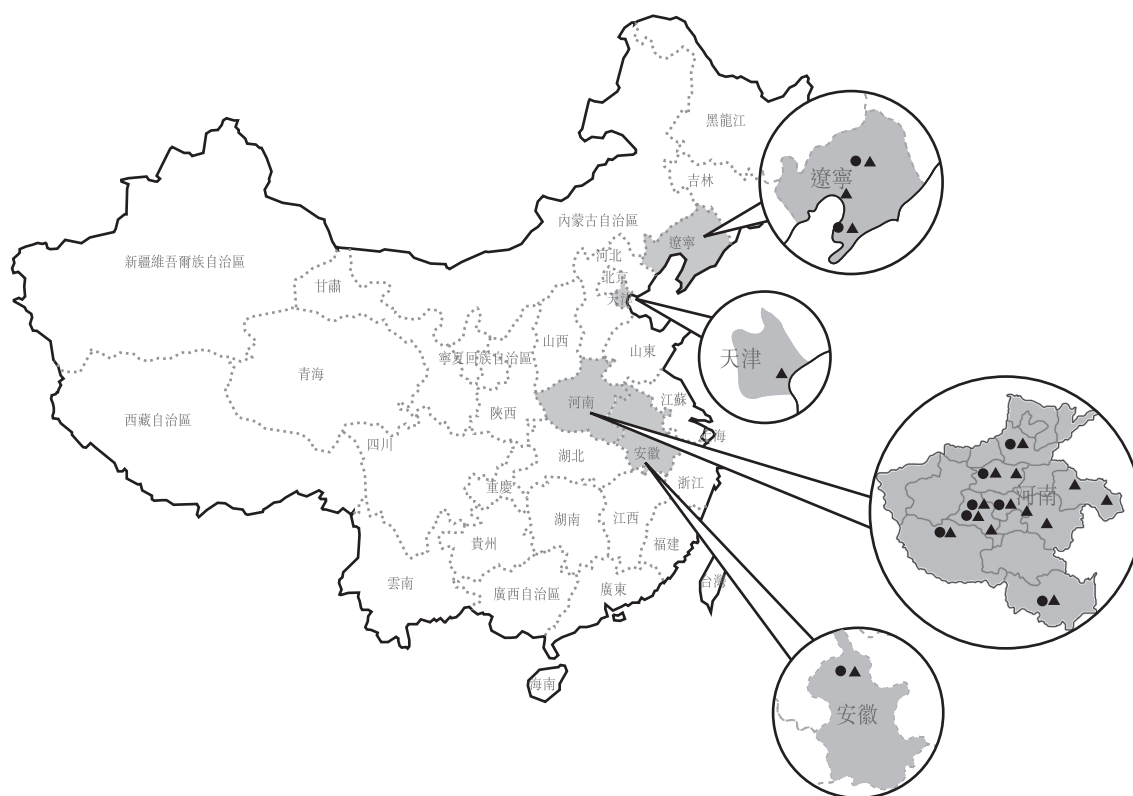 黑龍江
吉林
遼寧
內蒙古自治區
遼寧
河北
北京
天津
新疆維吾爾族自治區
甘肅
天津
山西
山東
寧夏回族自治區
青海
河南
江蘇
陝西
西藏自治區
上海
四川
湖北
安徽
浙江
重慶
河南
湖南
江西
貴州
福建
雲南
廣西自治區
廣東
台灣
海南
安徽